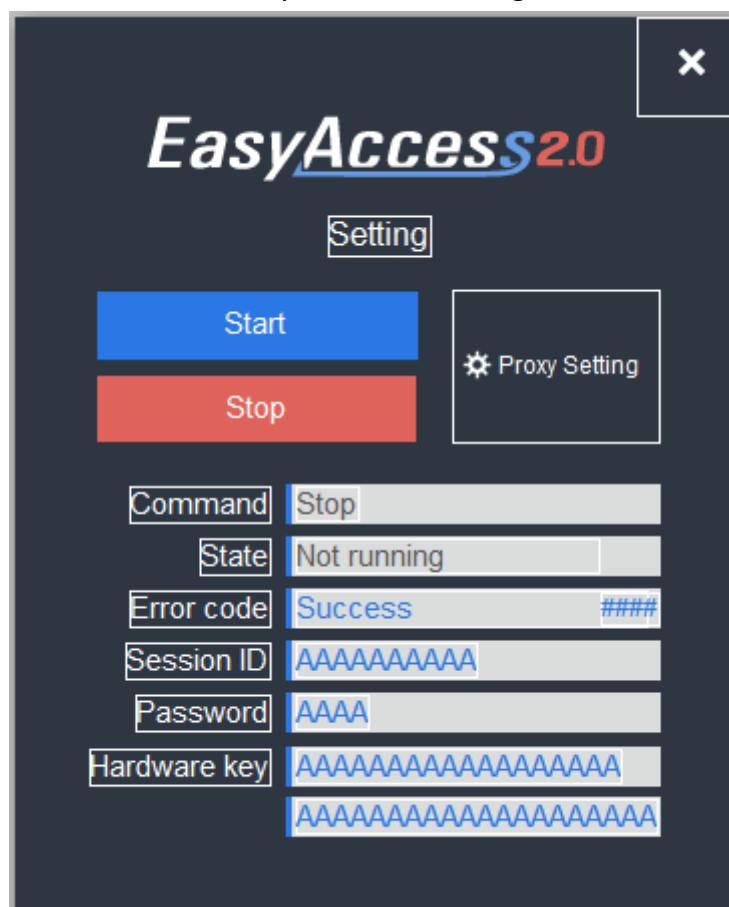 ×
EasyAccess2.0
Setting
Start
Stop
Proxy Setting
Command Stop
State Not running
Error code Success ####
Session ID AAAAAAAAAA
Password AAAA
Hardware key AAAAAAAAAAAAAAAAAA
AAAAAAAAAAAAAAAAAAAA